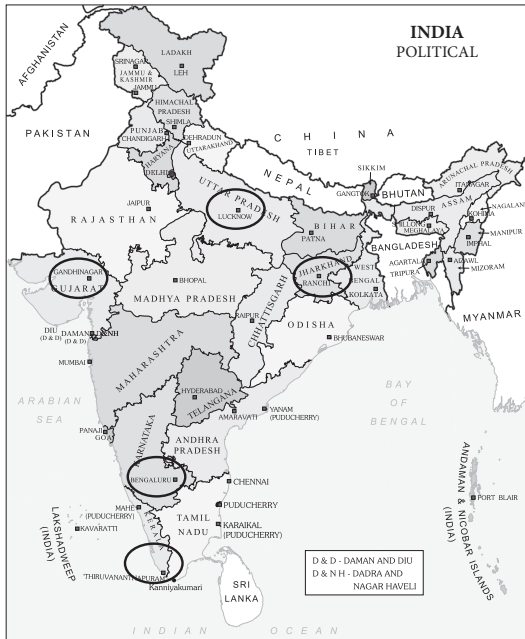 INDIA
POLITICAL
AFGHANISTAN
LADAKH
LEH
SRINAGAR
JAMMU &
KASHMIR
JAMMU
HIMACHAL
PRADESH
SHIMLA
PAKISTAN
PUNJAB
CHANDIGARH
DEHRADUN
UTTARAKHAND
HARYANA
DELHI
CHINA
TIBET
NEPAL
SIKKIM
GANGTOK
BHUTAN
ARUNACHAL PRADESH
ITANAGAR
DISPUR
ASSAM
NAGALAN
KOHIMA
SHILLONG
MEGHALAYA
MANIPUR
IMPHAL
BANGLADESH
AGARTALA
TRIPURA
AIZAWL
MIZORAM
MYANMAR
JAIPUR
RAJASTHAN
UTTAR PRADESH
LUCKNOW
BIHAR
PATNA
GANDHINAGAR
GUJARAT
BHOPAL
MADHYA PRADESH
JHARKHAND
RANCHI
WEST
BENGAL
KOLKATA
CHHATTISGARH
RAIPUR
ODISHA
BHUBANESWAR
DIU
(D & D)
DAMAN
(D & D)
D&NH
MUMBAI
MAHARASHTRA
HYDERABAD
TELANGANA
AMARAVATI
YANAM
(PUDUCHERRY)
ARABIAN
SEA
BAY
OF
BENGAL
PANAJI
GOA
KARNATAKA
ANDHRA
PRADESH
BENGALURU
CHENNAI
MAHE
(PUDUCHERRY)
PUDUCHERRY
KARAIKAL
(PUDUCHERRY)
TAMIL
NADU
KERALA
LAKSHADWEEP
(INDIA)
KAVARATTI
THIRUVANANTHAPURAM
Kanniyakumari
SRI
LANKA
ANDAMAN & NICOBAR ISLANDS
(INDIA)
PORT BLAIR
D & D - DAMAN AND DIU
D & N H - DADRA AND
NAGAR HAVELI
INDIAN OCEAN